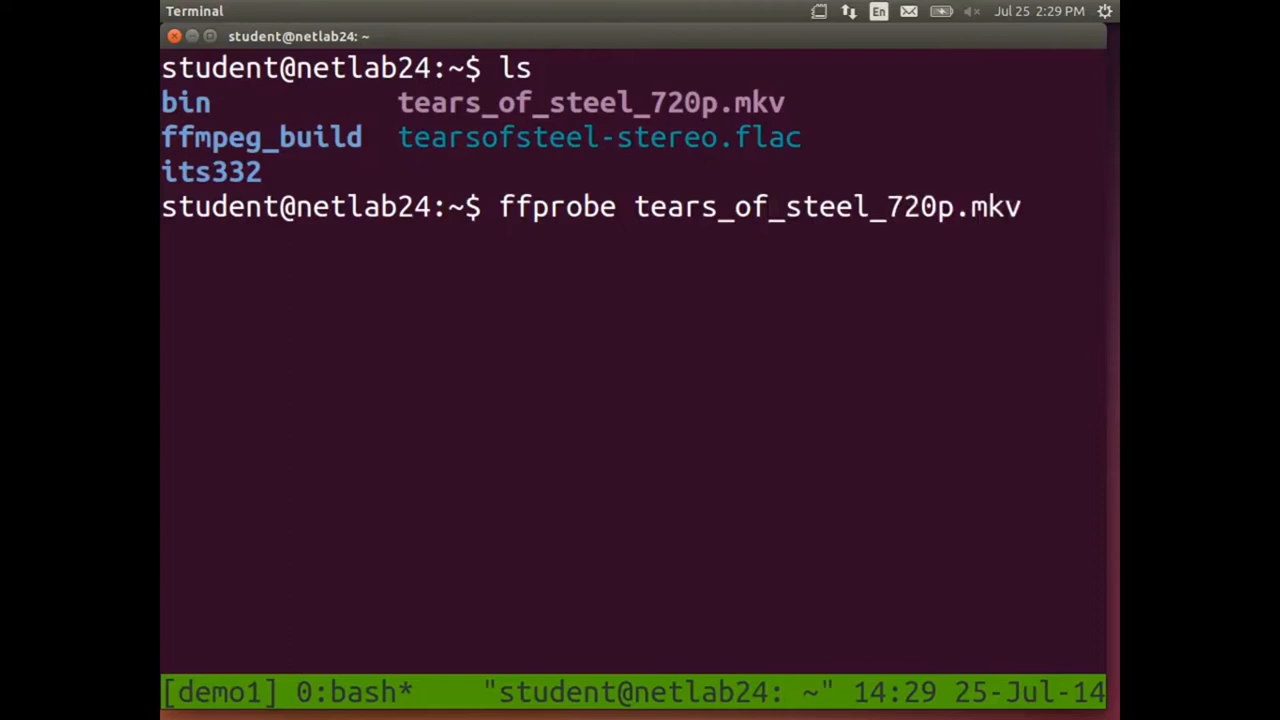 Terminal En Jul 25 2:29 PM
student@netlab24: ~
student@netlab24:~$ ls
bin tears_of_steel_720p.mkv
ffmpeg_build tearsofsteel-stereo.flac
its332
student@netlab24:~$ ffprobe tears_of_steel_720p.mkv
[demo1] 0:bash* "student@netlab24: ~" 14:29 25-Jul-14